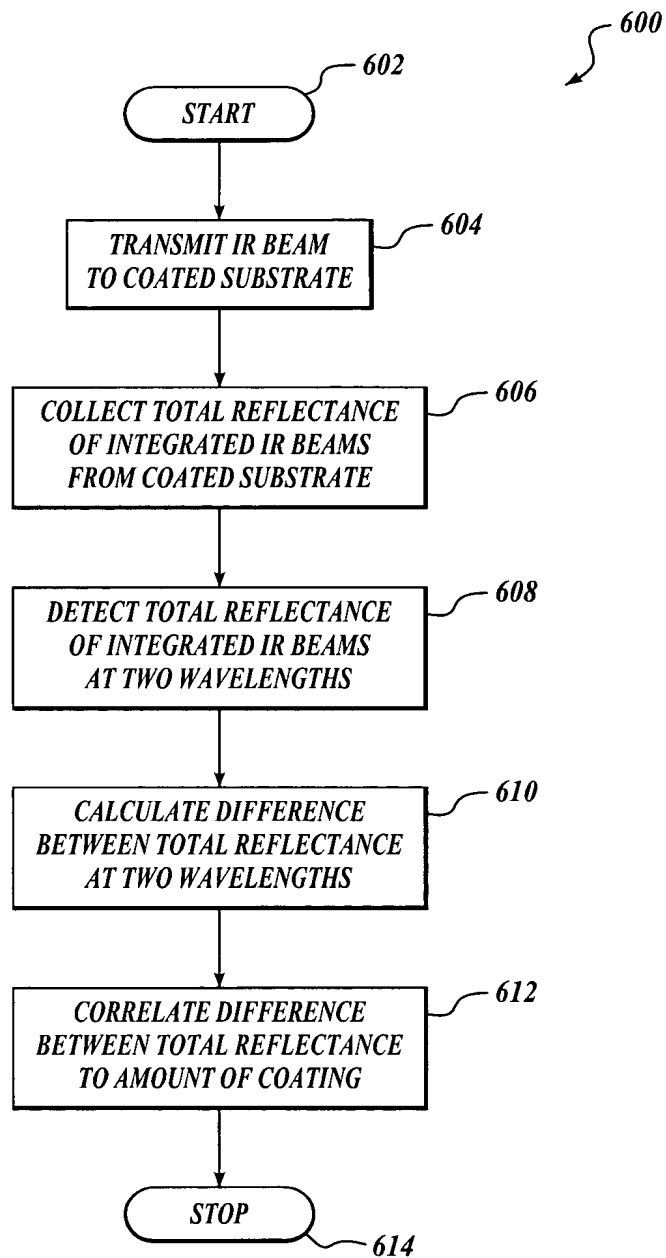 600
602
START
604
TRANSMIT IR BEAM
TO COATED SUBSTRATE
606
COLLECT TOTAL REFLECTANCE
OF INTEGRATED IR BEAMS
FROM COATED SUBSTRATE
608
DETECT TOTAL REFLECTANCE
OF INTEGRATED IR BEAMS
AT TWO WAVELENGTHS
610
CALCULATE DIFFERENCE
BETWEEN TOTAL REFLECTANCE
AT TWO WAVELENGTHS
612
CORRELATE DIFFERENCE
BETWEEN TOTAL REFLECTANCE
TO AMOUNT OF COATING
STOP
614